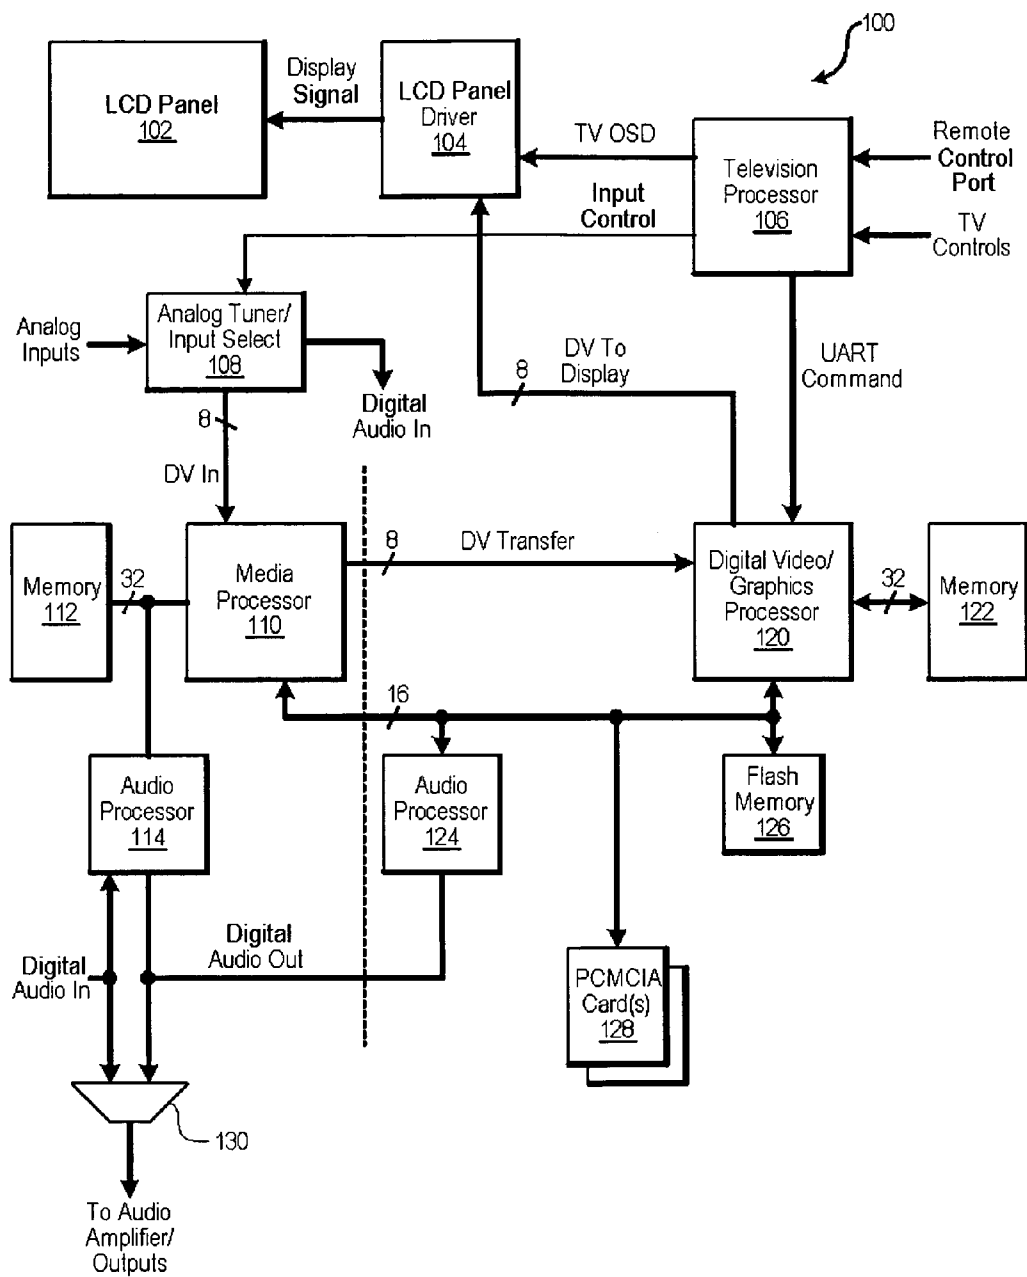 100
LCD Panel
102
Display
Signal
LCD Panel
Driver
104
TV OSD
Television
Processor
106
Remote
Control
Port
TV
Controls
Input
Control
Analog
Inputs
Analog Tuner/
Input Select
108
Digital
Audio In
8
DV In
8
DV To
Display
UART
Command
Memory
112
32
Media
Processor
110
8
DV Transfer
Digital Video/
Graphics
Processor
120
32
Memory
122
16
Audio
Processor
114
Audio
Processor
124
Flash
Memory
126
Digital
Audio Out
Digital
Audio In
PCMCIA
Card(s)
128
130
To Audio
Amplifier/
Outputs